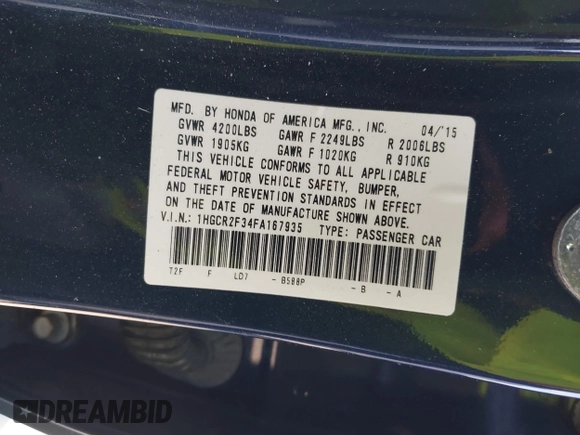 MFD. BY HONDA OF AMERICA MFG., INC. 04/'15
GVWR 4200LBS GAWR F 2249LBS R 2006LBS
GVWR 1905KG GAWR F 1020KG R 910KG
THIS VEHICLE CONFORMS TO ALL APPLICABLE
FEDERAL MOTOR VEHICLE SAFETY, BUMPER,
AND THEFT PREVENTION STANDARDS IN EFFECT
ON THE DATE OF MANUFACTURE SHOWN ABOVE.
V.I.N.: 1HGCR2F34FA167935 TYPE: PASSENGER CAR
T2F F LD7 - B588P - B - A
DREAMBID